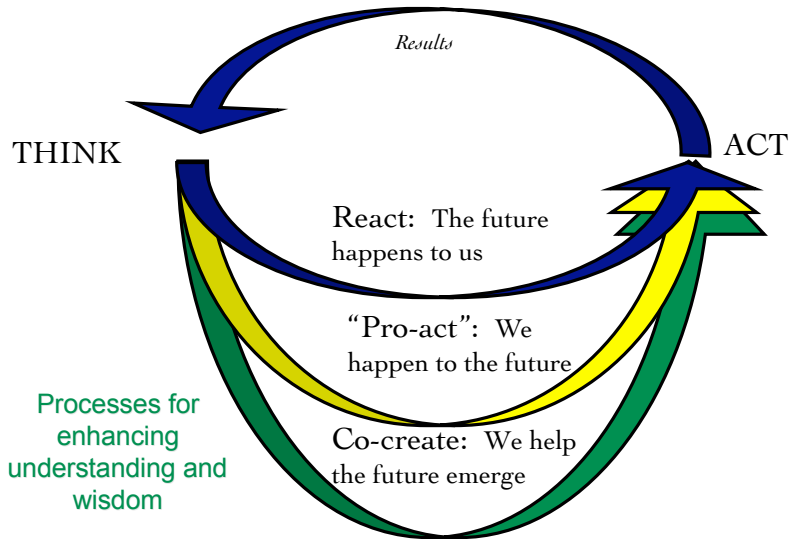 Results
THINK
ACT
React: The future
happens to us
“Pro-act”: We
happen to the future
Co-create: We help
the future emerge
Processes for
enhancing
understanding and
wisdom